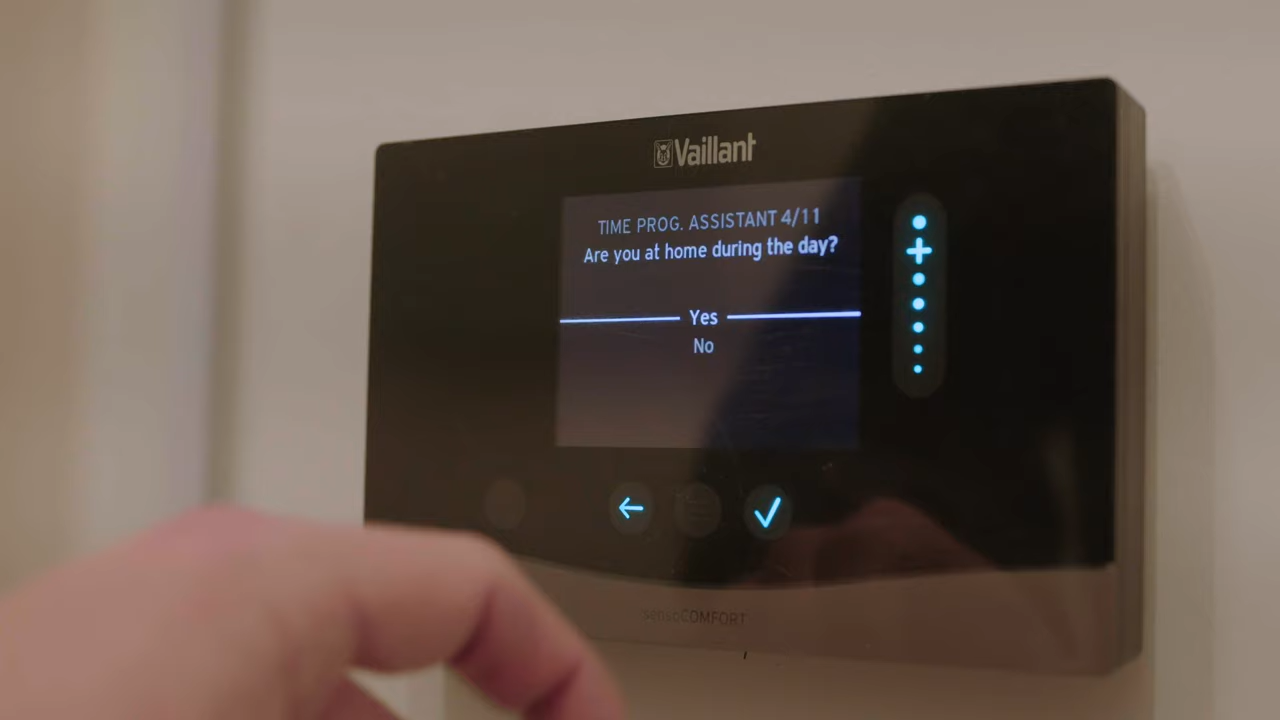 Vaillant
TIME PROG. ASSISTANT 4/11
Are you at home during the day?
Yes
No
sensoCOMFORT